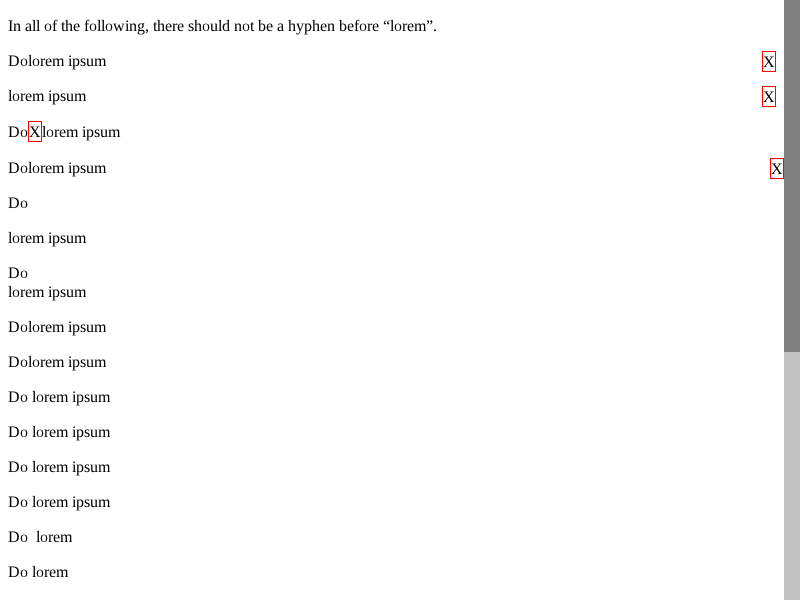 In all of the following, there should not be a hyphen before “lorem”.
Dolorem ipsum X
lorem ipsum X
DoXlorem ipsum
Dolorem ipsum X
Do
lorem ipsum
Do
lorem ipsum
Dolorem ipsum
Dolorem ipsum
Do lorem ipsum
Do lorem ipsum
Do lorem ipsum
Do lorem ipsum
Do  lorem
Do lorem